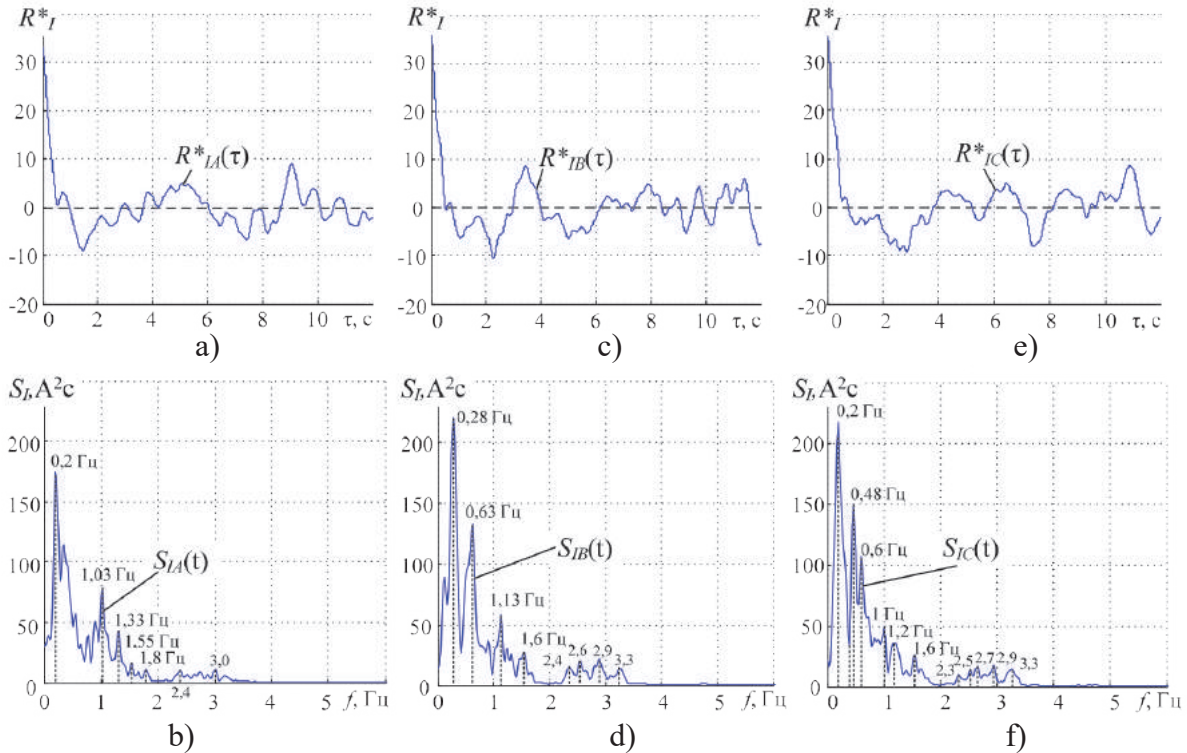 R*I
30
20
10
0
-10
-20
R*IA(τ)
0 2 4 6 8 10 τ, с
a)
R*I
30
20
10
0
-10
-20
R*IB(τ)
0 2 4 6 8 10 τ, с
c)
R*I
30
20
10
0
-10
-20
R*IC(τ)
0 2 4 6 8 10 τ, с
e)
SI, A²c
200
150
100
50
0
0,2 Гц
SIA(t)
1,03 Гц
1,33 Гц
1,55 Гц
1,8 Гц
3,0
2,4
0 1 2 3 4 5 f, Гц
b)
SI, A²c
200
150
100
50
0
0,28 Гц
0,63 Гц
SIB(t)
1,13 Гц
1,6 Гц
2,4
2,6
2,9
3,3
0 1 2 3 4 5 f, Гц
d)
SI, A²c
200
150
100
50
0
0,2 Гц
0,48 Гц
0,6 Гц
SIC(t)
1 Гц
1,2 Гц
1,6 Гц
2,3
2,5
2,7
2,9
3,3
0 1 2 3 4 5 f, Гц
f)